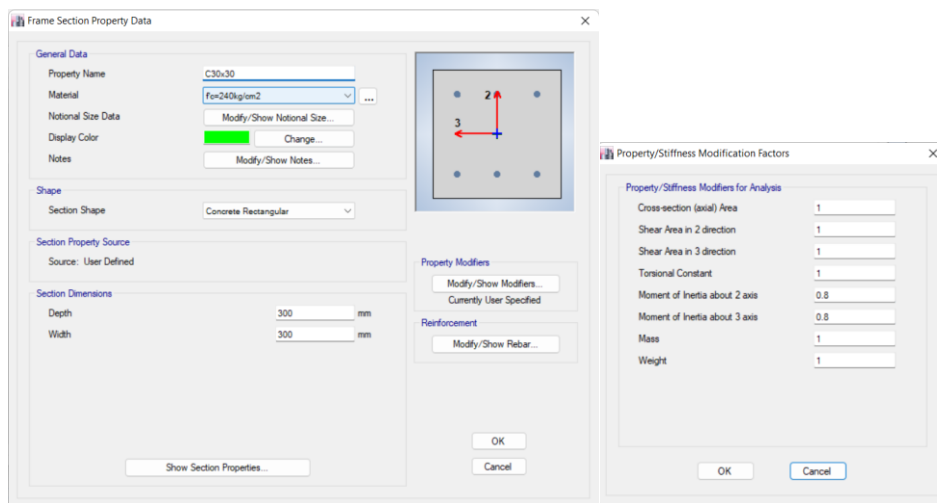 Frame Section Property Data
General Data
Property Name C30x30
Material f'c=240kg/cm2 ...
Notional Size Data Modify/Show Notional Size...
Display Color Change...
Notes Modify/Show Notes...
Shape
Section Shape Concrete Rectangular
Section Property Source
Source: User Defined
Section Dimensions
Depth 300 mm
Width 300 mm
Show Section Properties...
2
3
Property Modifiers
Modify/Show Modifiers...
Currently User Specified
Reinforcement
Modify/Show Rebar...
OK
Cancel
Property/Stiffness Modification Factors
Property/Stiffness Modifiers for Analysis
Cross-section (axial) Area 1
Shear Area in 2 direction 1
Shear Area in 3 direction 1
Torsional Constant 1
Moment of Inertia about 2 axis 0.8
Moment of Inertia about 3 axis 0.8
Mass 1
Weight 1
OK Cancel